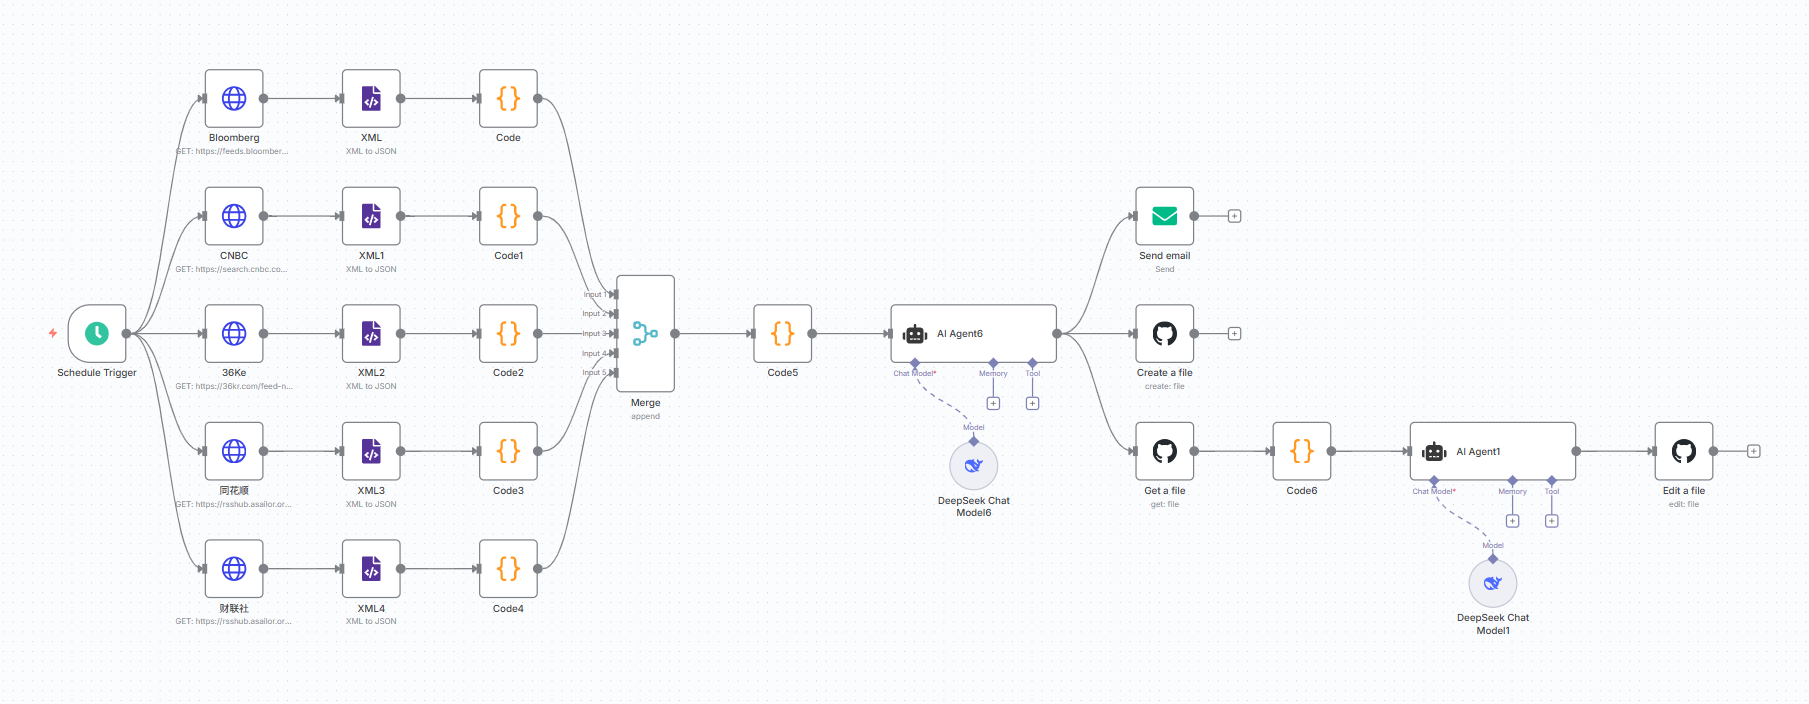 Bloomberg
GET: https://feeds.bloomber...
XML
XML to JSON
Code
CNBC
GET: https://search.cnbc.co...
XML1
XML to JSON
Code1
Send email
Send
Schedule Trigger
36Ke
GET: https://36kr.com/feed-n...
XML2
XML to JSON
Code2
Input 1
Input 2
Input 3
Input 4
Input 5
Merge
append
Code5
AI Agent6
Chat Model*
Memory
Tool
Model
DeepSeek Chat
Model6
Create a file
create: file
同花顺
GET: https://rsshub.asailor.or...
XML3
XML to JSON
Code3
Get a file
get: file
Code6
AI Agent1
Chat Model*
Memory
Tool
Model
DeepSeek Chat
Model1
Edit a file
edit: file
财联社
GET: https://rsshub.asailor.or...
XML4
XML to JSON
Code4